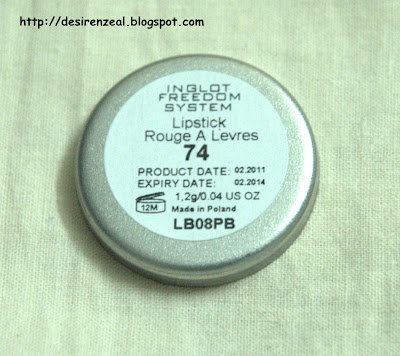 http://desirenzeal.blogspot.com
INGLOT
FREEDOM
SYSTEM
Lipstick
Rouge A Levres
74
PRODUCT DATE: 02.2011
EXPIRY DATE: 02.2014
12M 1,2g/0.04 US OZ
Made in Poland
LB08PB